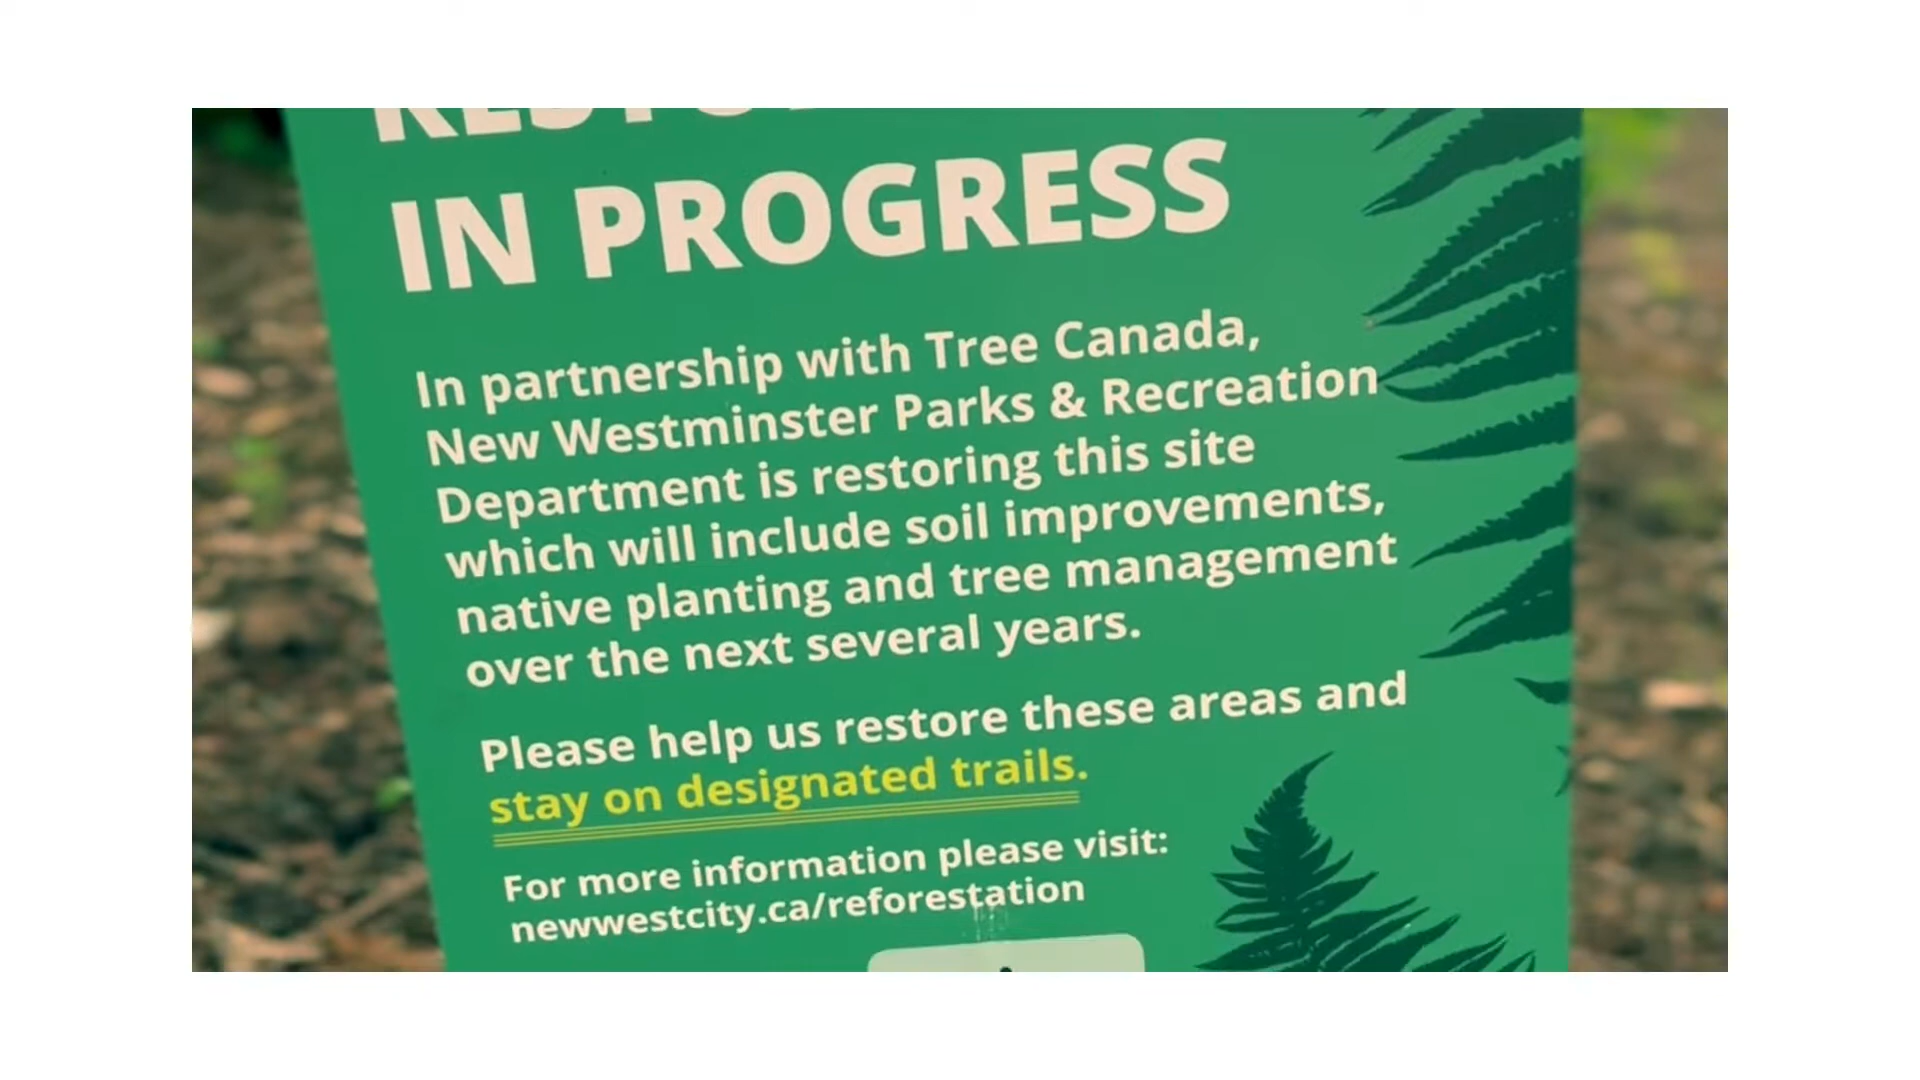 IN PROGRESS
In partnership with Tree Canada,
New Westminster Parks & Recreation
Department is restoring this site
which will include soil improvements,
native planting and tree management
over the next several years.
Please help us restore these areas and
stay on designated trails.
For more information please visit:
newwestcity.ca/reforestation